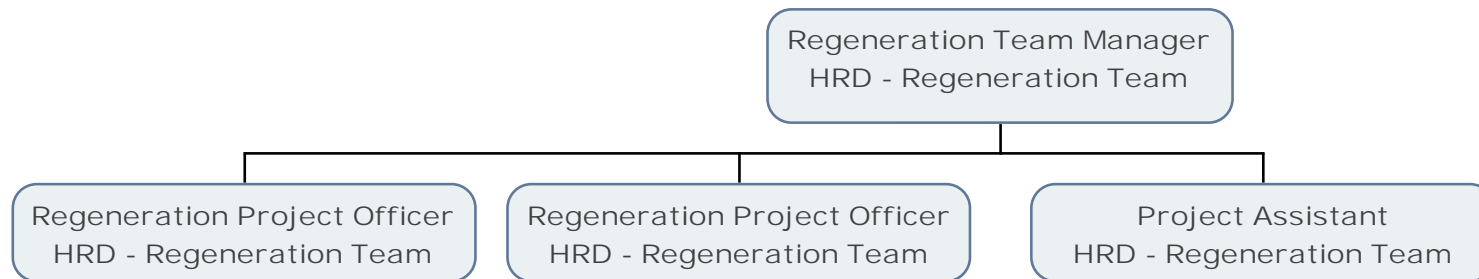 Regeneration Team Manager
HRD - Regeneration Team
Regeneration Project Officer
HRD - Regeneration Team
Regeneration Project Officer
HRD - Regeneration Team
Project Assistant
HRD - Regeneration Team